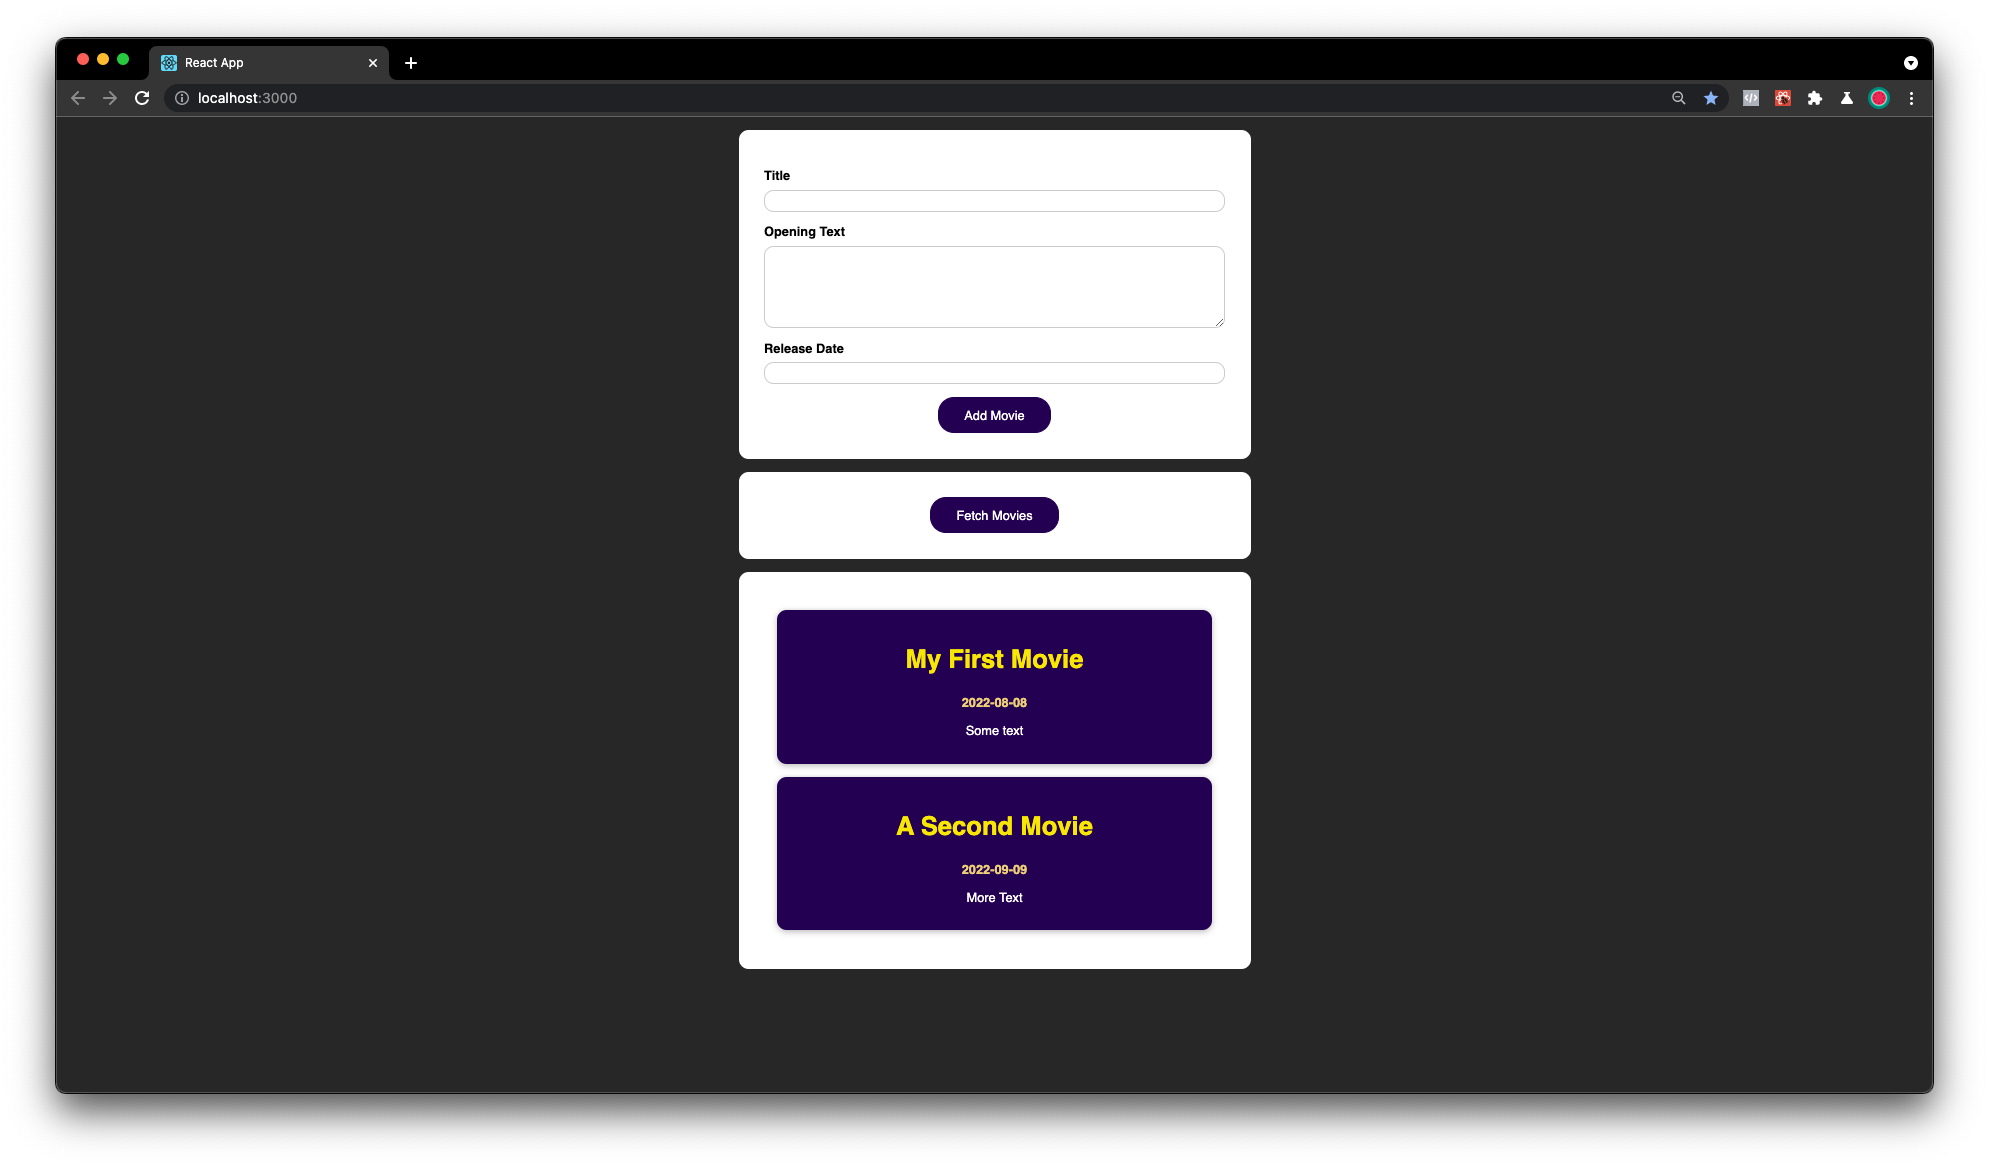 React App
localhost:3000
Title
Opening Text
Release Date
Add Movie
Fetch Movies
My First Movie
2022-08-08
Some text
A Second Movie
2022-09-09
More Text